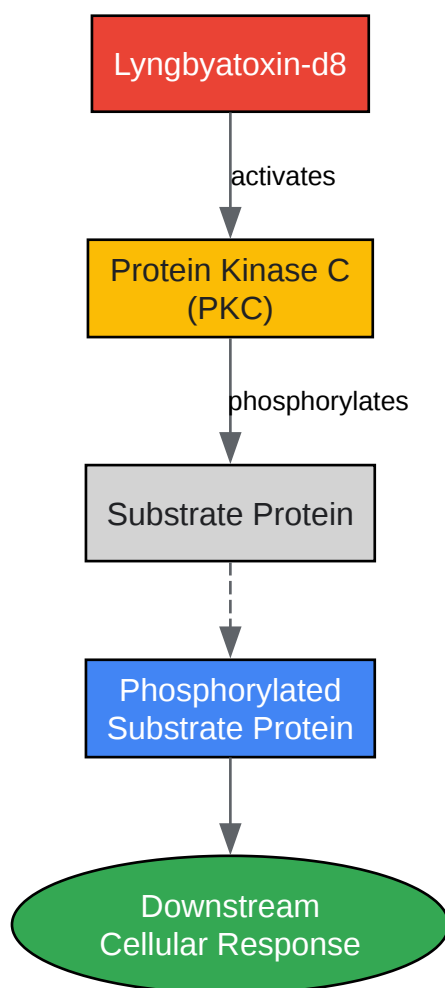 Lyngbyatoxin-d8
activates
Protein Kinase C
(PKC)
phosphorylates
Substrate Protein
Phosphorylated
Substrate Protein
Downstream
Cellular Response